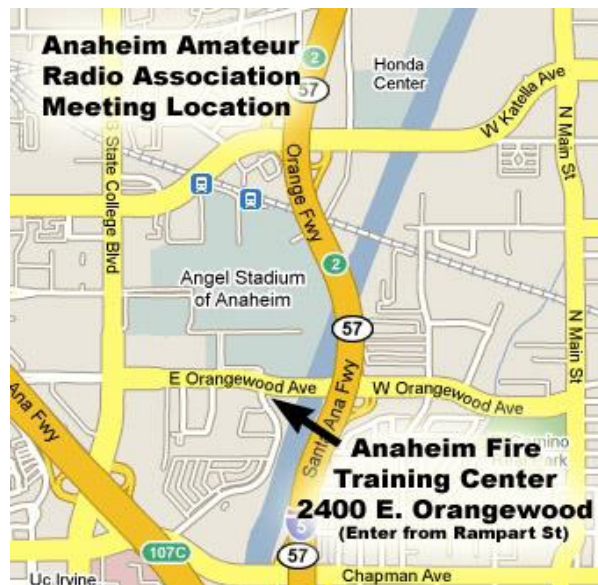 Anaheim Amateur
Radio Association
Meeting Location
2
57
Honda
Center
W Katella Ave
N Main St
S State College Blvd
Orange Fwy
2
Angel Stadium
of Anaheim
57
N Main St
E Orangewood Ave
W Orangewood Ave
Ana Fwy
Santa Ana Fwy
Anaheim Fire
Training Center
2400 E. Orangewood
(Enter from Rampart St)
5
107C
57
Chapman Ave
Uc Irvine